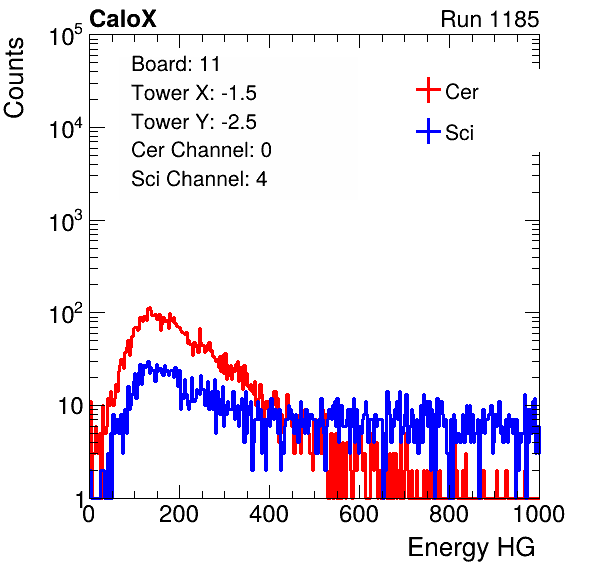 CaloX Run 1185
Counts
10^5
10^4
10^3
10^2
10
1
Board: 11
Tower X: -1.5
Tower Y: -2.5
Cer Channel: 0
Sci Channel: 4
Cer
Sci
0 200 400 600 800 1000
Energy HG